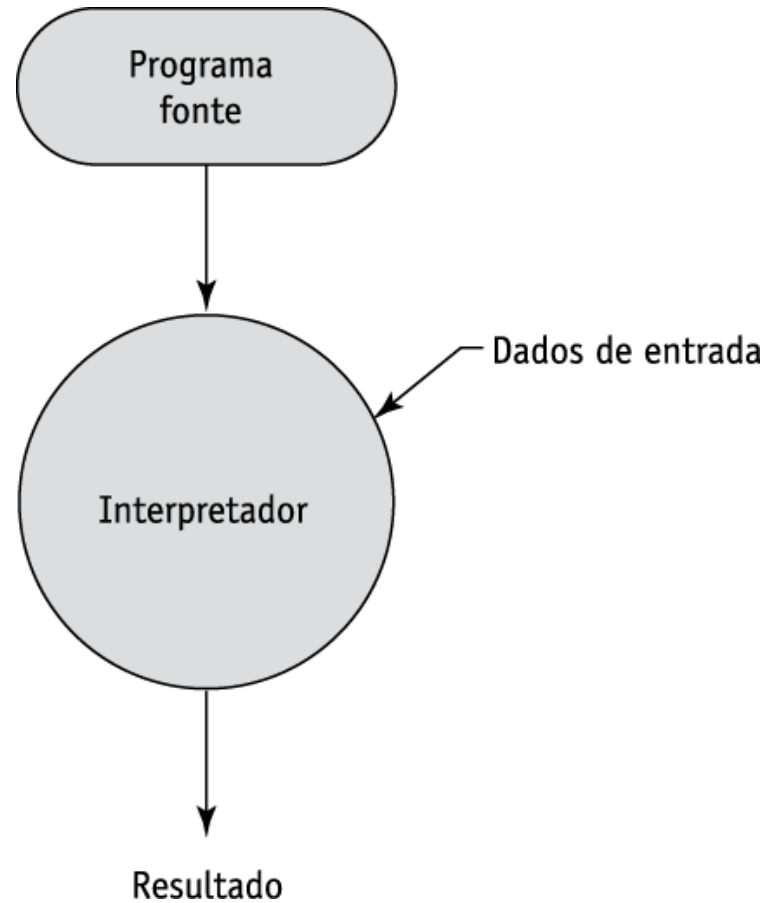 Programa
fonte
Dados de entrada
Interpretador
Resultado